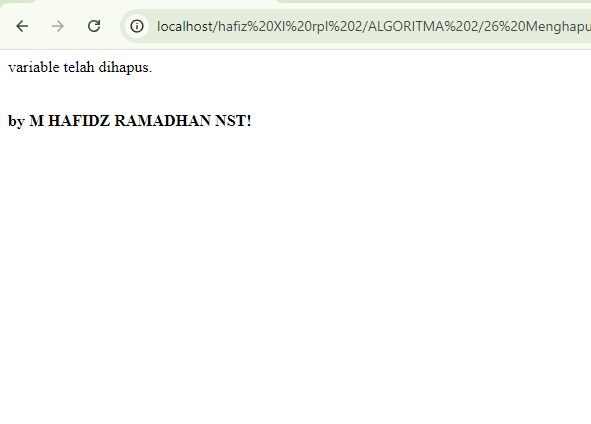 localhost/hafiz%20XI%20rpl%202/ALGORITMA%202/26%20Menghapu
variable telah dihapus.
by M HAFIDZ RAMADHAN NST!